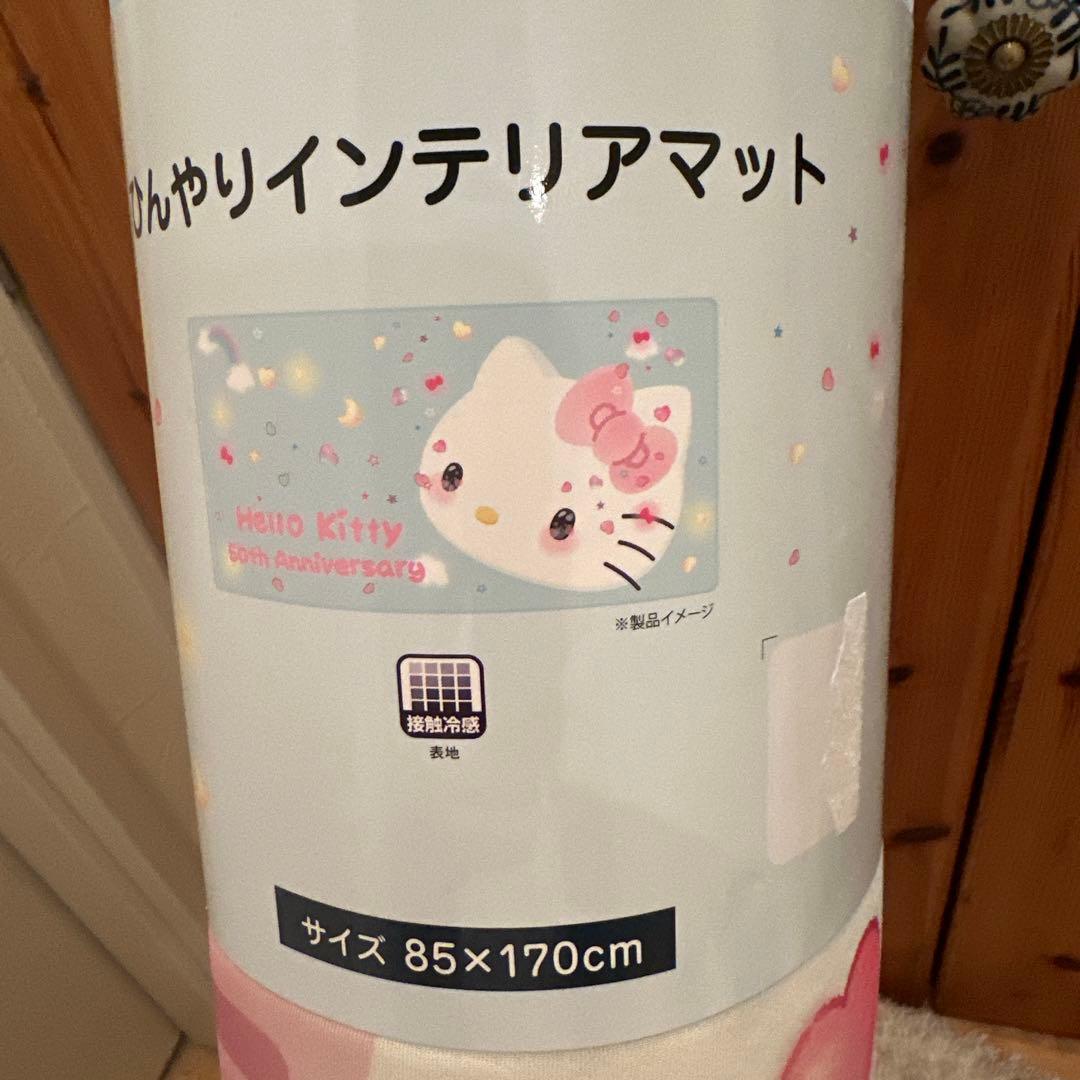 ひんやりインテリアマット
Hello Kitty
50th Anniversary
※製品イメージ
接触冷感
表地
サイズ 85×170cm